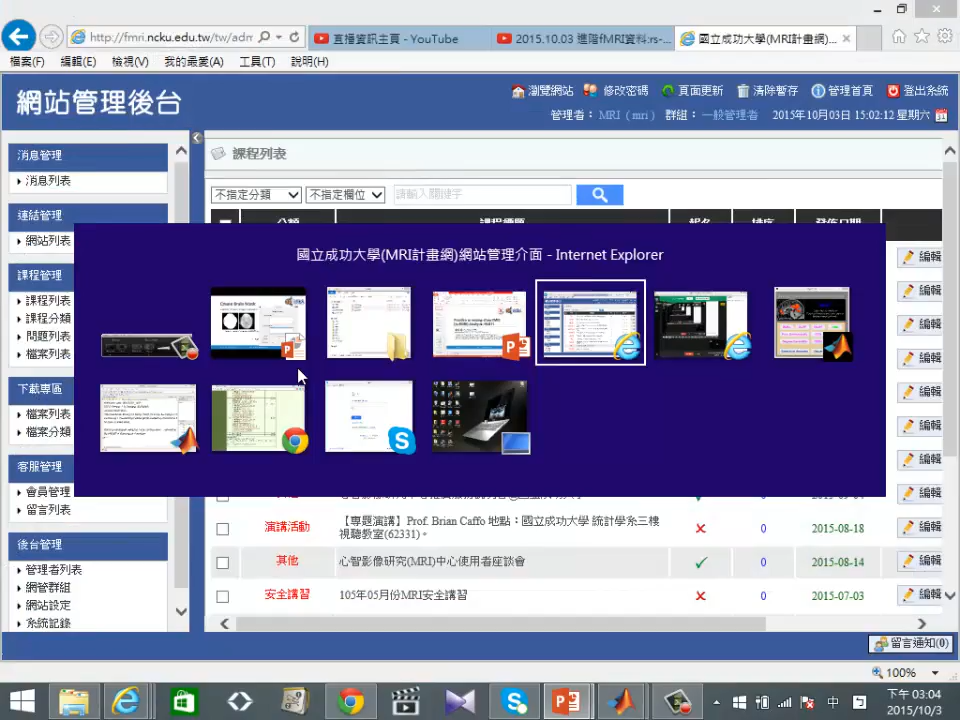 http://fmri.ncku.edu.tw/tw/adm
直播資訊主頁 - YouTube
2015.10.03 進階fMRI資料:rs-...
國立成功大學(MRI計畫網)...
檔案(F) 編輯(E) 檢視(V) 我的最愛(A) 工具(T) 說明(H)
網站管理後台
瀏覽網站 修改密碼 頁面更新 清除暫存 管理首頁 登出系統
管理者： MRI ( mri ) 群組： 一般管理者 2015年10月03日 15:02:12 星期六
消息管理
消息列表
連結管理
網站列表
課程管理
課程列表
課程分類
問題列表
檔案列表
下載專區
檔案列表
檔案分類
客服管理
會員管理
留言列表
後台管理
管理者列表
網管群組
網站設定
系統記錄
課程列表
不指定分類 不指定欄位 請輸入關鍵字
分類 課程標題 報名 排序 發佈日期
編輯
編輯
編輯
編輯
編輯
編輯
編輯
編輯
國立成功大學(MRI計畫網)網站管理介面 - Internet Explorer
演講活動 【專題演講】Prof. Brian Caffo 地點：國立成功大學 統計學系三樓視聽教室(62331)。 0 2015-08-18 編輯
其他 心智影像研究(MRI)中心使用者座談會 0 2015-08-14 編輯
安全講習 105年05月份MRI安全講習 0 2015-07-03 編輯
留言通知(0)
100%
中
下午 03:04
2015/10/3